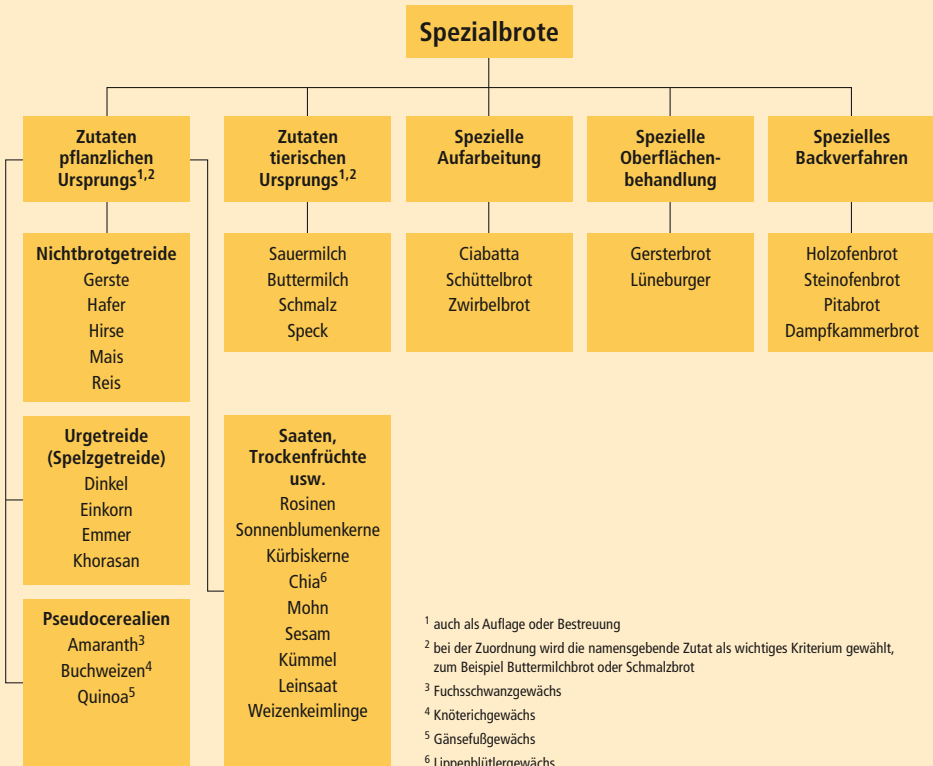 Spezialbrote
Zutaten
pflanzlichen
Ursprungs1,2
Zutaten
tierischen
Ursprungs1,2
Spezielle
Aufarbeitung
Spezielle
Oberflächen-
behandlung
Spezielles
Backverfahren
Nichtbrotgetreide
Gerste
Hafer
Hirse
Mais
Reis
Sauermilch
Buttermilch
Schmalz
Speck
Ciabatta
Schüttelbrot
Zwirbelbrot
Gersterbrot
Lüneburger
Holzofenbrot
Steinofenbrot
Pitabrot
Dampfkammerbrot
Urgetreide
(Spelzgetreide)
Dinkel
Einkorn
Emmer
Khorasan
Saaten,
Trockenfrüchte
usw.
Rosinen
Sonnenblumenkerne
Kürbiskerne
Chia6
Mohn
Sesam
Kümmel
Leinsaat
Weizenkeimlinge
Pseudocerealien
Amaranth3
Buchweizen4
Quinoa5
1 auch als Auflage oder Bestreuung
2 bei der Zuordnung wird die namensgebende Zutat als wichtiges Kriterium gewählt,
zum Beispiel Buttermilchbrot oder Schmalzbrot
3 Fuchsschwanzgewächs
4 Knöterichgewächs
5 Gänsefußgewächs
6 Lippenblütlergewächs